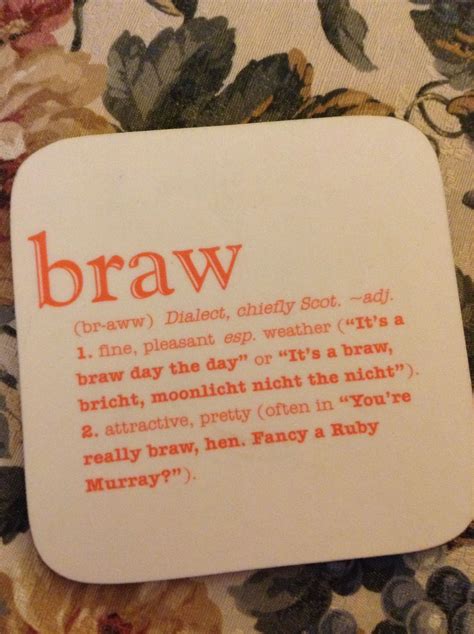 braw
(br-aww) Dialect, chiefly Scot. ~adj.
1. fine, pleasant esp. weather (“It’s a
braw day the day” or “It’s a braw,
bricht, moonlicht nicht the nicht”).
2. attractive, pretty (often in “You’re
really braw, hen. Fancy a Ruby
Murray?”).